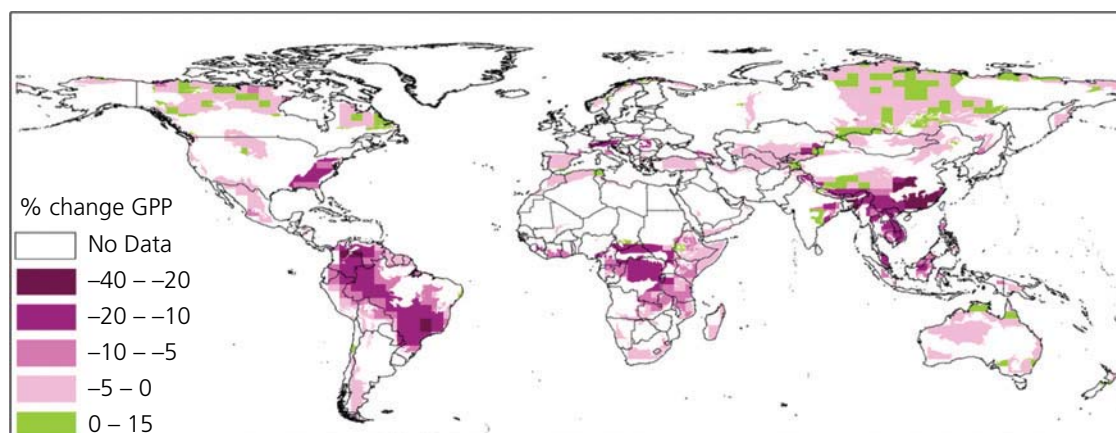 % change GPP
No Data
–40 – –20
–20 – –10
–10 – –5
–5 – 0
0 – 15